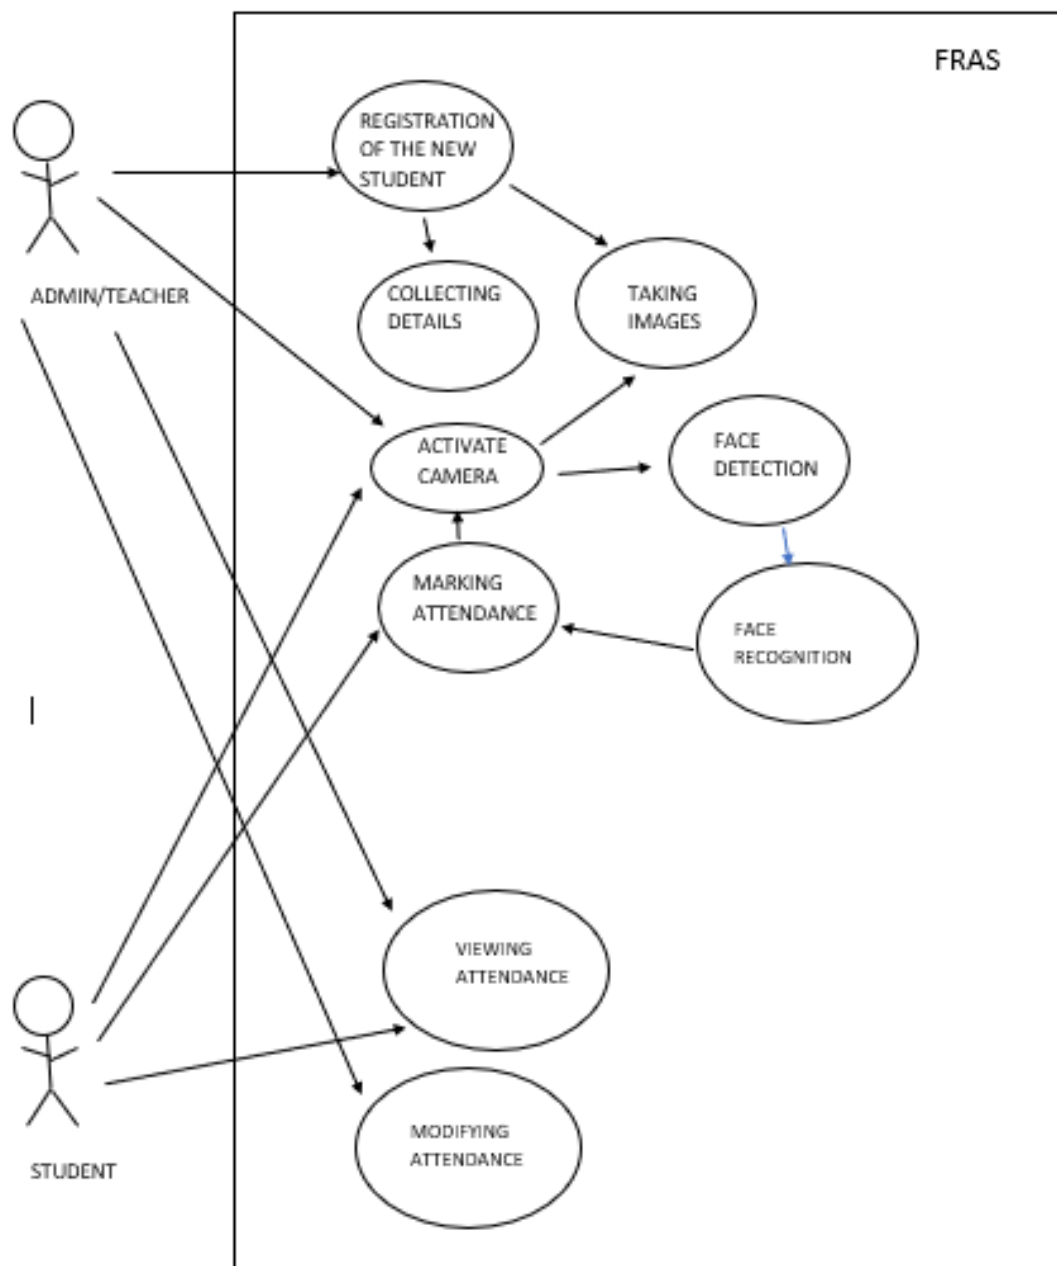 FRAS
REGISTRATION
OF THE NEW
STUDENT
ADMIN/TEACHER
COLLECTING
DETAILS
TAKING
IMAGES
ACTIVATE
CAMERA
FACE
DETECTION
MARKING
ATTENDANCE
FACE
RECOGNITION
VIEWING
ATTENDANCE
MODIFYING
ATTENDANCE
STUDENT